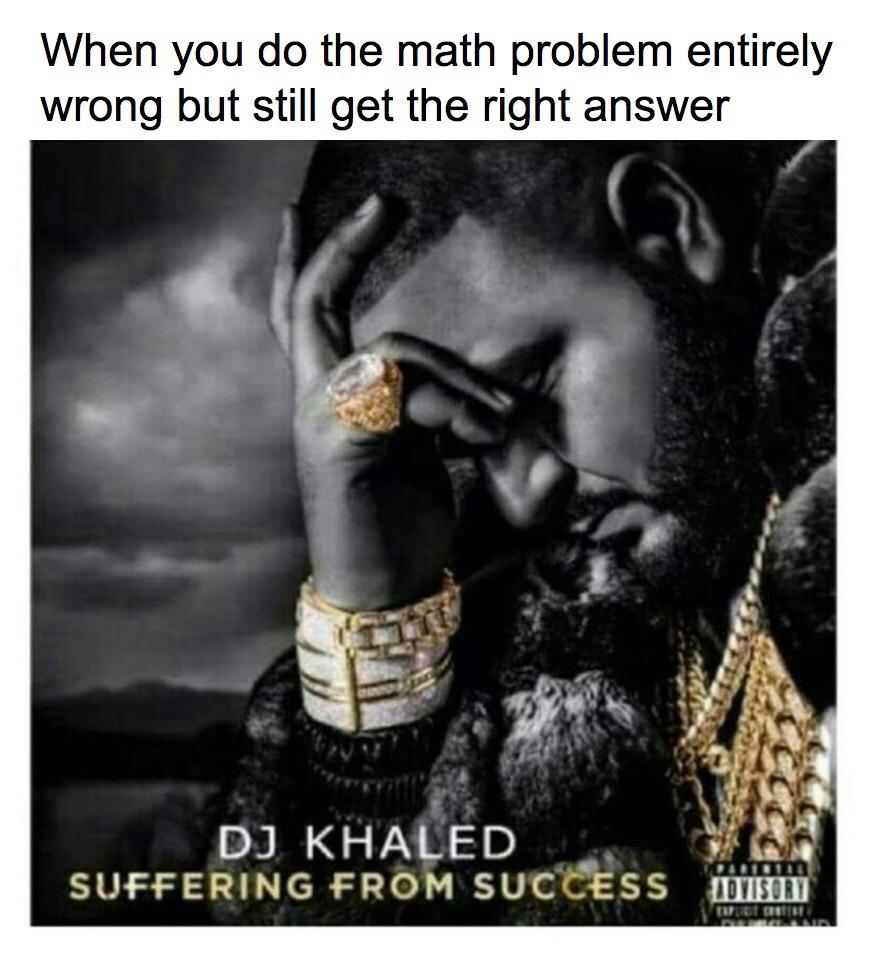 When you do the math problem entirely
wrong but still get the right answer
DJ KHALED
SUFFERING FROM SUCCESS
PARENTAL
ADVISORY
EXPLICIT CONTENT